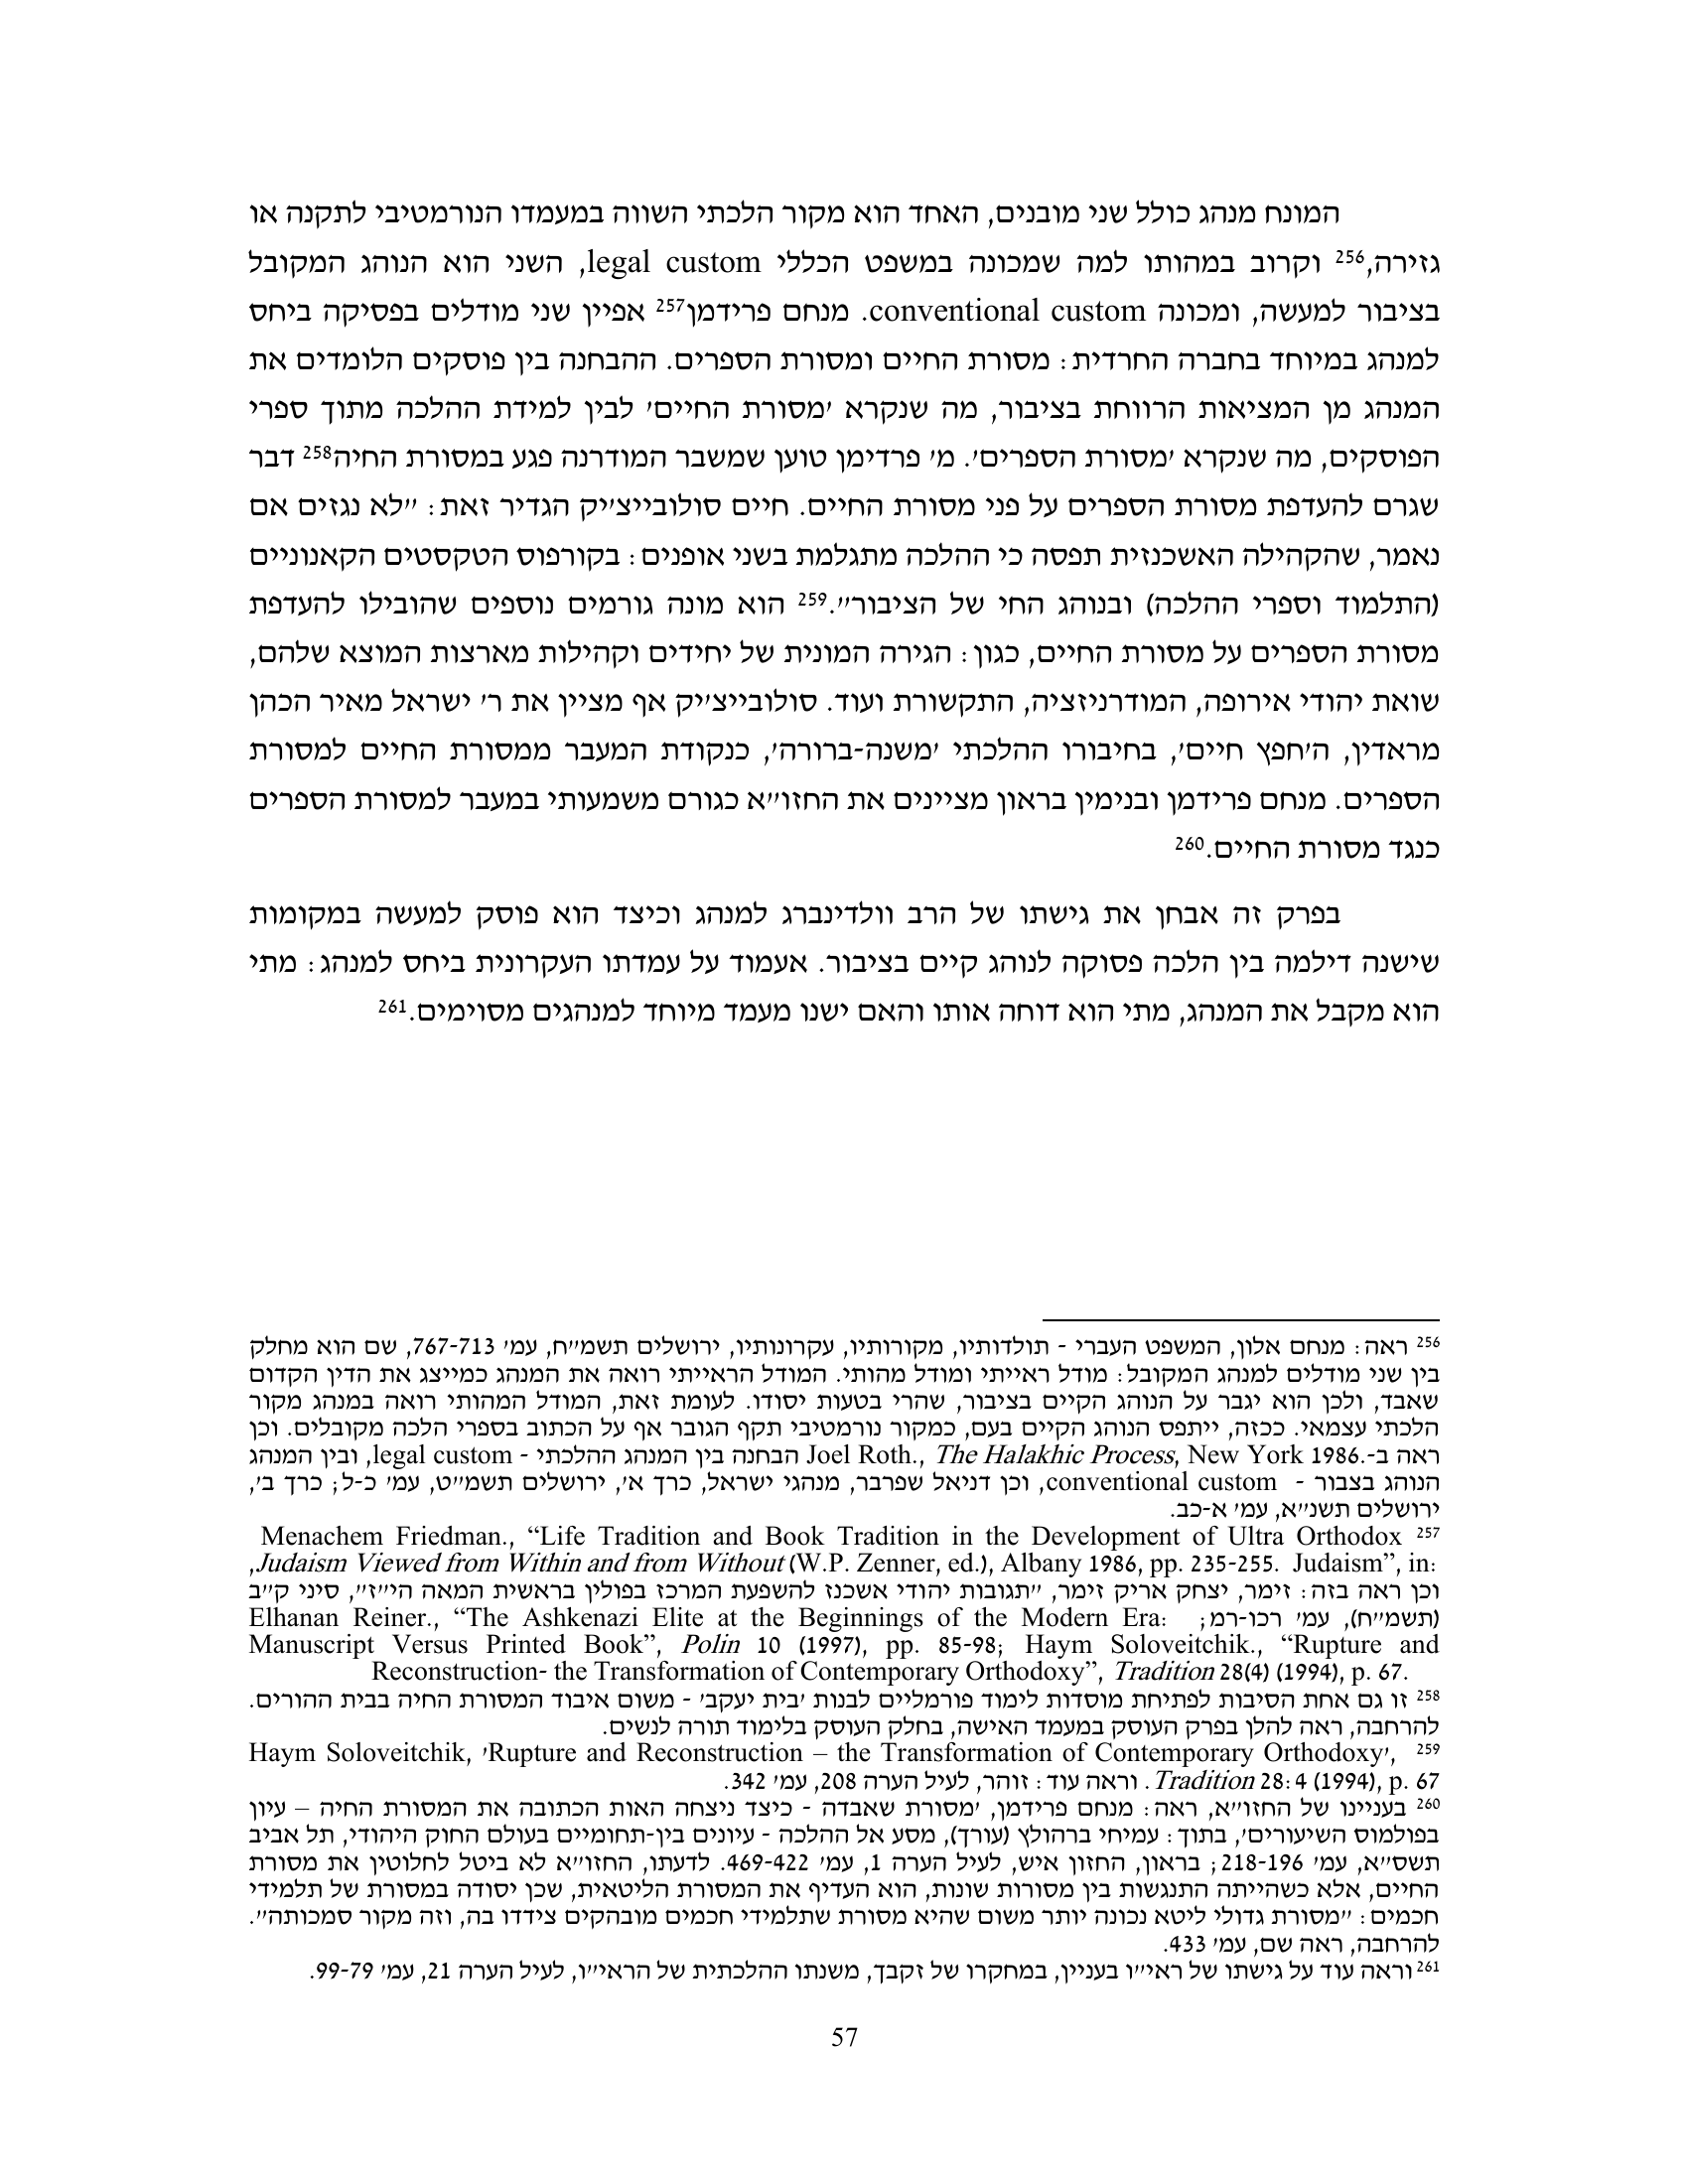 המונח מנהג כולל שני מובנים, האחד הוא מקור הלכתי השווה במעמדו הנורמטיבי לתקנה או
גזירה,256 וקרוב במהותו למה שמכונה במשפט הכללי legal custom, השני הוא הנוהג המקובל
בציבור למעשה, ומכונה conventional custom. מנחם פרידמן257 אפיין שני מודלים בפסיקה ביחס
למנהג במיוחד בחברה החרדית: מסורת החיים ומסורת הספרים. ההבחנה בין פוסקים הלומדים את
המנהג מן המציאות הרווחת בציבור, מה שנקרא 'מסורת החיים' לבין למידת ההלכה מתוך ספרי
הפוסקים, מה שנקרא 'מסורת הספרים'. מ' פרדימן טוען שמשבר המודרנה פגע במסורת החיה258 דבר
שגרם להעדפת מסורת הספרים על פני מסורת החיים. חיים סולובייצ'יק הגדיר זאת: "לא נגזים אם
נאמר, שהקהילה האשכנזית תפסה כי ההלכה מתגלמת בשני אופנים: בקורפוס הטקסטים הקאנוניים
(התלמוד וספרי ההלכה) ובנוהג החי של הציבור".259 הוא מונה גורמים נוספים שהובילו להעדפת
מסורת הספרים על מסורת החיים, כגון: הגירה המונית של יחידים וקהילות מארצות המוצא שלהם,
שואת יהודי אירופה, המודרניזציה, התקשורת ועוד. סולובייצ'יק אף מציין את ר' ישראל מאיר הכהן
מראדין, ה'חפץ חיים', בחיבורו ההלכתי 'משנה-ברורה', כנקודת המעבר ממסורת החיים למסורת
הספרים. מנחם פרידמן ובנימין בראון מציינים את החזו"א כגורם משמעותי במעבר למסורת הספרים
כנגד מסורת החיים.260
בפרק זה אבחן את גישתו של הרב וולדינברג למנהג וכיצד הוא פוסק למעשה במקומות
שישנה דילמה בין הלכה פסוקה לנוהג קיים בציבור. אעמוד על עמדתו העקרונית ביחס למנהג: מתי
הוא מקבל את המנהג, מתי הוא דוחה אותו והאם ישנו מעמד מיוחד למנהגים מסוימים.261
256 ראה: מנחם אלון, המשפט העברי - תולדותיו, מקורותיו, עקרונותיו, ירושלים תשמ"ח, עמ' 767-713, שם הוא מחלק
בין שני מודלים למנהג המקובל: מודל ראייתי ומודל מהותי. המודל הראייתי רואה את המנהג כמייצג את הדין הקדום
שאבד, ולכן הוא יגבר על הנוהג הקיים בציבור, שהרי בטעות יסודו. לעומת זאת, המודל המהותי רואה במנהג מקור
הלכתי עצמאי. ככזה, ייתפס הנוהג הקיים בעם, כמקור נורמטיבי תקף הגובר אף על הכתוב בספרי הלכה מקובלים. וכן
ראה ב-.Joel Roth., The Halakhic Process, New York 1986 הבחנה בין המנהג ההלכתי - legal custom, ובין המנהג
הנוהג בצבור - conventional custom, וכן דניאל שפרבר, מנהגי ישראל, כרך א', ירושלים תשמ"ט, עמ' כ-ל; כרך ב',
ירושלים תשנ"א, עמ' א-כב.
257 Menachem Friedman., “Life Tradition and Book Tradition in the Development of Ultra Orthodox
,Judaism Viewed from Within and from Without (W.P. Zenner, ed.), Albany 1986, pp. 235-255. Judaism”, in:
וכן ראה בזה: זימר, יצחק אריק זימר, "תגובות יהודי אשכנז להשפעת המרכז בפולין בראשית המאה הי"ז", סיני ק"ב
(תשמ"ח), עמ' רכו-רמ; Elhanan Reiner., “The Ashkenazi Elite at the Beginnings of the Modern Era:
Manuscript Versus Printed Book”, Polin 10 (1997), pp. 85-98; Haym Soloveitchik., “Rupture and
Reconstruction- the Transformation of Contemporary Orthodoxy”, Tradition 28(4) (1994), p. 67.
258 זו גם אחת הסיבות לפתיחת מוסדות לימוד פורמליים לבנות 'בית יעקב' - משום איבוד המסורת החיה בבית ההורים.
להרחבה, ראה להלן בפרק העוסק במעמד האישה, בחלק העוסק בלימוד תורה לנשים.
259 Haym Soloveitchik, 'Rupture and Reconstruction – the Transformation of Contemporary Orthodoxy',
Tradition 28:4 (1994), p. 67. וראה עוד: זוהר, לעיל הערה 208, עמ' 342.
260 בעניינו של החזו"א, ראה: מנחם פרידמן, 'מסורת שאבדה - כיצד ניצחה האות הכתובה את המסורת החיה – עיון
בפולמוס השיעורים', בתוך: עמיחי ברהולץ (עורך), מסע אל ההלכה - עיונים בין-תחומיים בעולם החוק היהודי, תל אביב
תשס"א, עמ' 218-196; בראון, החזון איש, לעיל הערה 1, עמ' 469-422. לדעתו, החזו"א לא ביטל לחלוטין את מסורת
החיים, אלא כשהייתה התנגשות בין מסורות שונות, הוא העדיף את המסורת הליטאית, שכן יסודה במסורת של תלמידי
חכמים: "מסורת גדולי ליטא נכונה יותר משום שהיא מסורת שתלמידי חכמים מובהקים צידדו בה, וזה מקור סמכותה".
להרחבה, ראה שם, עמ' 433.
261 וראה עוד על גישתו של ראי"ו בעניין, במחקרו של זקבך, משנתו ההלכתית של הראי"ו, לעיל הערה 21, עמ' 99-79.
57